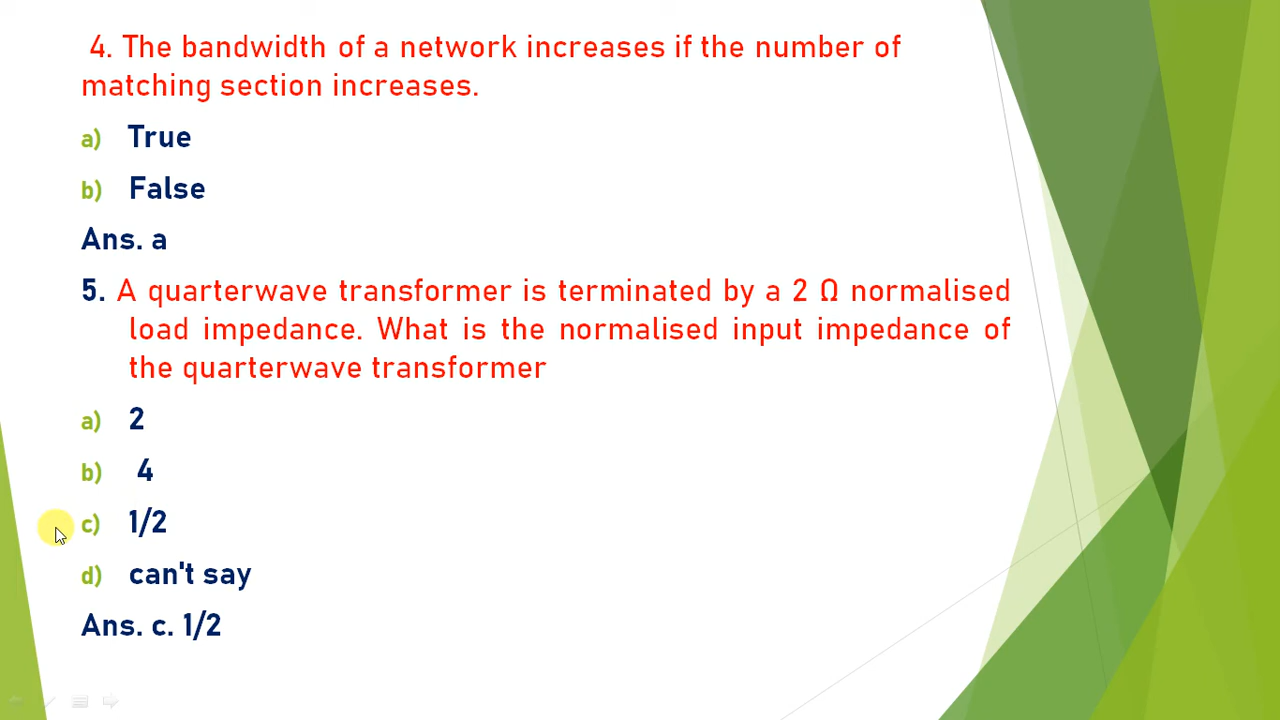 4. The bandwidth of a network increases if the number of
matching section increases.
a) True
b) False
Ans. a
5. A quarterwave transformer is terminated by a 2 Ω normalised
load impedance. What is the normalised input impedance of
the quarterwave transformer
a) 2
b) 4
c) 1/2
d) can't say
Ans. c. 1/2